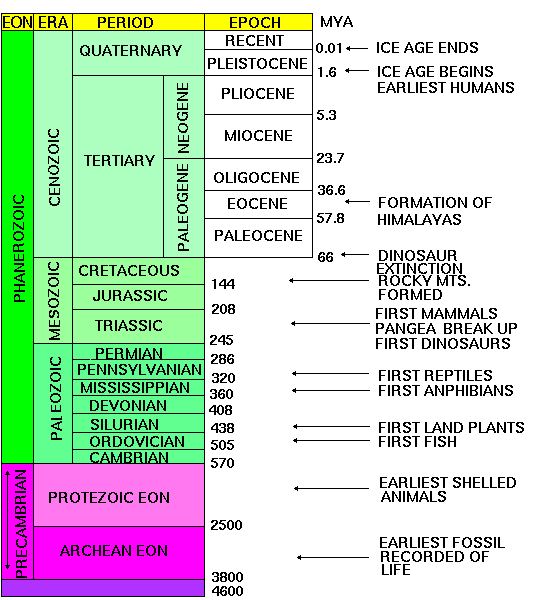 EON ERA PERIOD EPOCH MYA
PHANEROZOIC
CENOZOIC
QUATERNARY
RECENT
0.01
ICE AGE ENDS
PLEISTOCENE
1.6
ICE AGE BEGINS
EARLIEST HUMANS
TERTIARY
NEOGENE
PLIOCENE
5.3
MIOCENE
23.7
PALEOGENE
OLIGOCENE
36.6
EOCENE
FORMATION OF
HIMALAYAS
57.8
PALEOCENE
66
DINOSAUR
EXTINCTION
MESOZOIC
CRETACEOUS
ROCKY MTS.
FORMED
144
JURASSIC
208
TRIASSIC
FIRST MAMMALS
PANGEA BREAK UP
FIRST DINOSAURS
245
PALEOZOIC
PERMIAN
286
PENNSYLVANIAN
FIRST REPTILES
320
MISSISSIPPIAN
FIRST ANPHIBIANS
360
DEVONIAN
408
SILURIAN
FIRST LAND PLANTS
438
ORDOVICIAN
FIRST FISH
505
CAMBRIAN
570
PRECAMBRIAN
PROTEZOIC EON
EARLIEST SHELLED
ANIMALS
2500
ARCHEAN EON
EARLIEST FOSSIL
RECORDED OF
LIFE
3800
4600